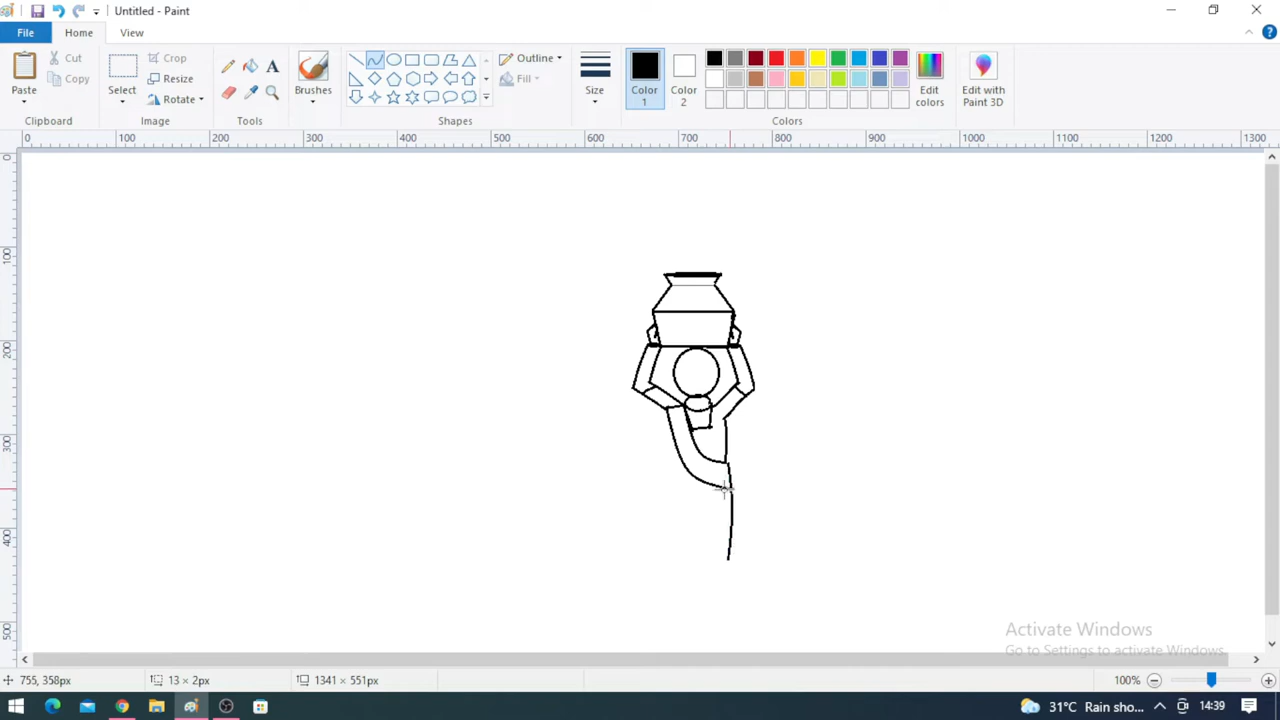 Untitled - Paint
File
Home
View
Paste
Cut
Copy
Clipboard
Select
Crop
Resize
Rotate
Image
A
Tools
Brushes
Shapes
Outline
Fill
Size
Color 1
Color 2
Colors
Edit colors
Edit with Paint 3D
0 100 200 300 400 500 600 700 800 900 1000 1100 1200 1300
0
100
200
300
400
500
Activate Windows
Go to Settings to activate Windows.
755, 358px
13 × 2px
1341 × 551px
100%
31°C Rain sho...
14:39